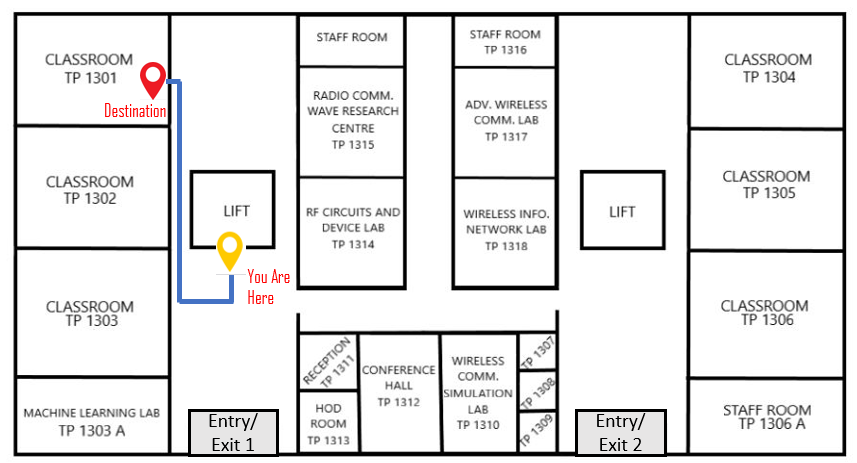 CLASSROOM
TP 1301
Destination
CLASSROOM
TP 1302
CLASSROOM
TP 1303
MACHINE LEARNING LAB
TP 1303 A
LIFT
You Are
Here
Entry/
Exit 1
STAFF ROOM
RADIO COMM.
WAVE RESEARCH
CENTRE
TP 1315
RF CIRCUITS AND
DEVICE LAB
TP 1314
STAFF ROOM
TP 1316
ADV. WIRELESS
COMM. LAB
TP 1317
WIRELESS INFO.
NETWORK LAB
TP 1318
RECEPTION
TP 1311
HOD
ROOM
TP 1313
CONFERENCE
HALL
TP 1312
WIRELESS
COMM.
SIMULATION
LAB
TP 1310
TP 1307
TP 1308
TP 1309
LIFT
Entry/
Exit 2
CLASSROOM
TP 1304
CLASSROOM
TP 1305
CLASSROOM
TP 1306
STAFF ROOM
TP 1306 A